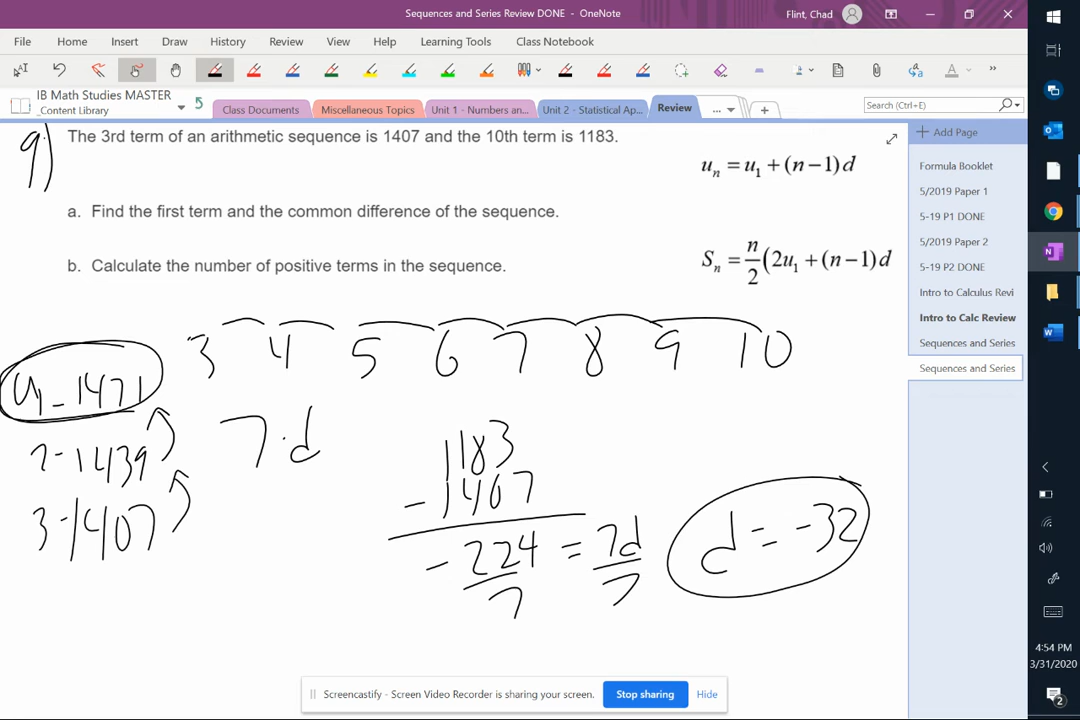 Sequences and Series Review DONE - OneNote
Flint, Chad
File Home Insert Draw History Review View Help Learning Tools Class Notebook
IB Math Studies MASTER
_Content Library
Class Documents Miscellaneous Topics Unit 1 - Numbers an... Unit 2 - Statistical Ap... Review ... Search (Ctrl+E)
9)
The 3rd term of an arithmetic sequence is 1407 and the 10th term is 1183.
a. Find the first term and the common difference of the sequence.
b. Calculate the number of positive terms in the sequence.
uₙ = u₁ + (n − 1)d
Sₙ = n/2 (2u₁ + (n − 1)d
3 4 5 6 7 8 9 10
u₁ - 1471
2 - 1439
3 - 1407
7·d
1183
- 1407
-224/7 = 7d/7
d = -32
Add Page
Formula Booklet
5/2019 Paper 1
5-19 P1 DONE
5/2019 Paper 2
5-19 P2 DONE
Intro to Calculus Revi
Intro to Calc Review
Sequences and Series
Sequences and Series
Screencastify - Screen Video Recorder is sharing your screen. Stop sharing Hide
4:54 PM
3/31/2020
2